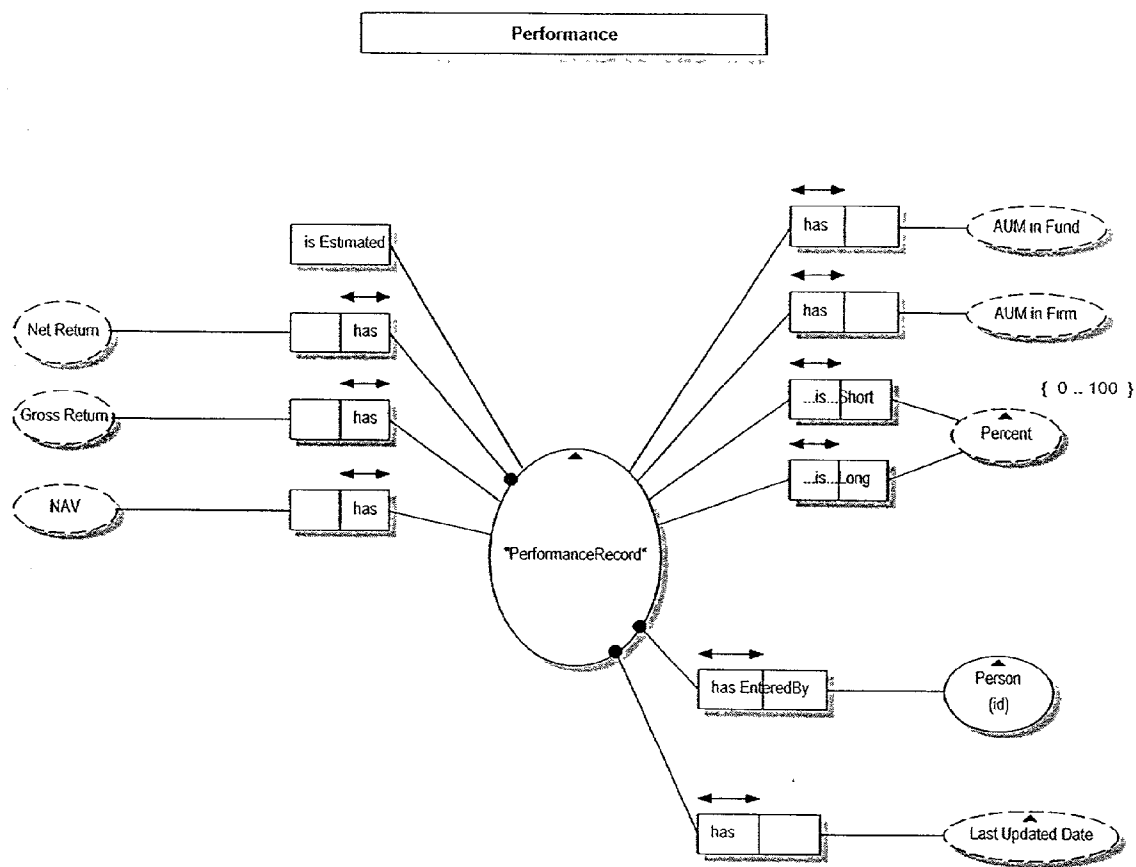 Performance
is Estimated
has
AUM in Fund
Net Return
has
has
AUM in Firm
Gross Return
has
...is...Short
{ 0 .. 100 }
Percent
NAV
has
...is...Long
"PerformanceRecord"
has EnteredBy
Person
(id)
has
Last Updated Date